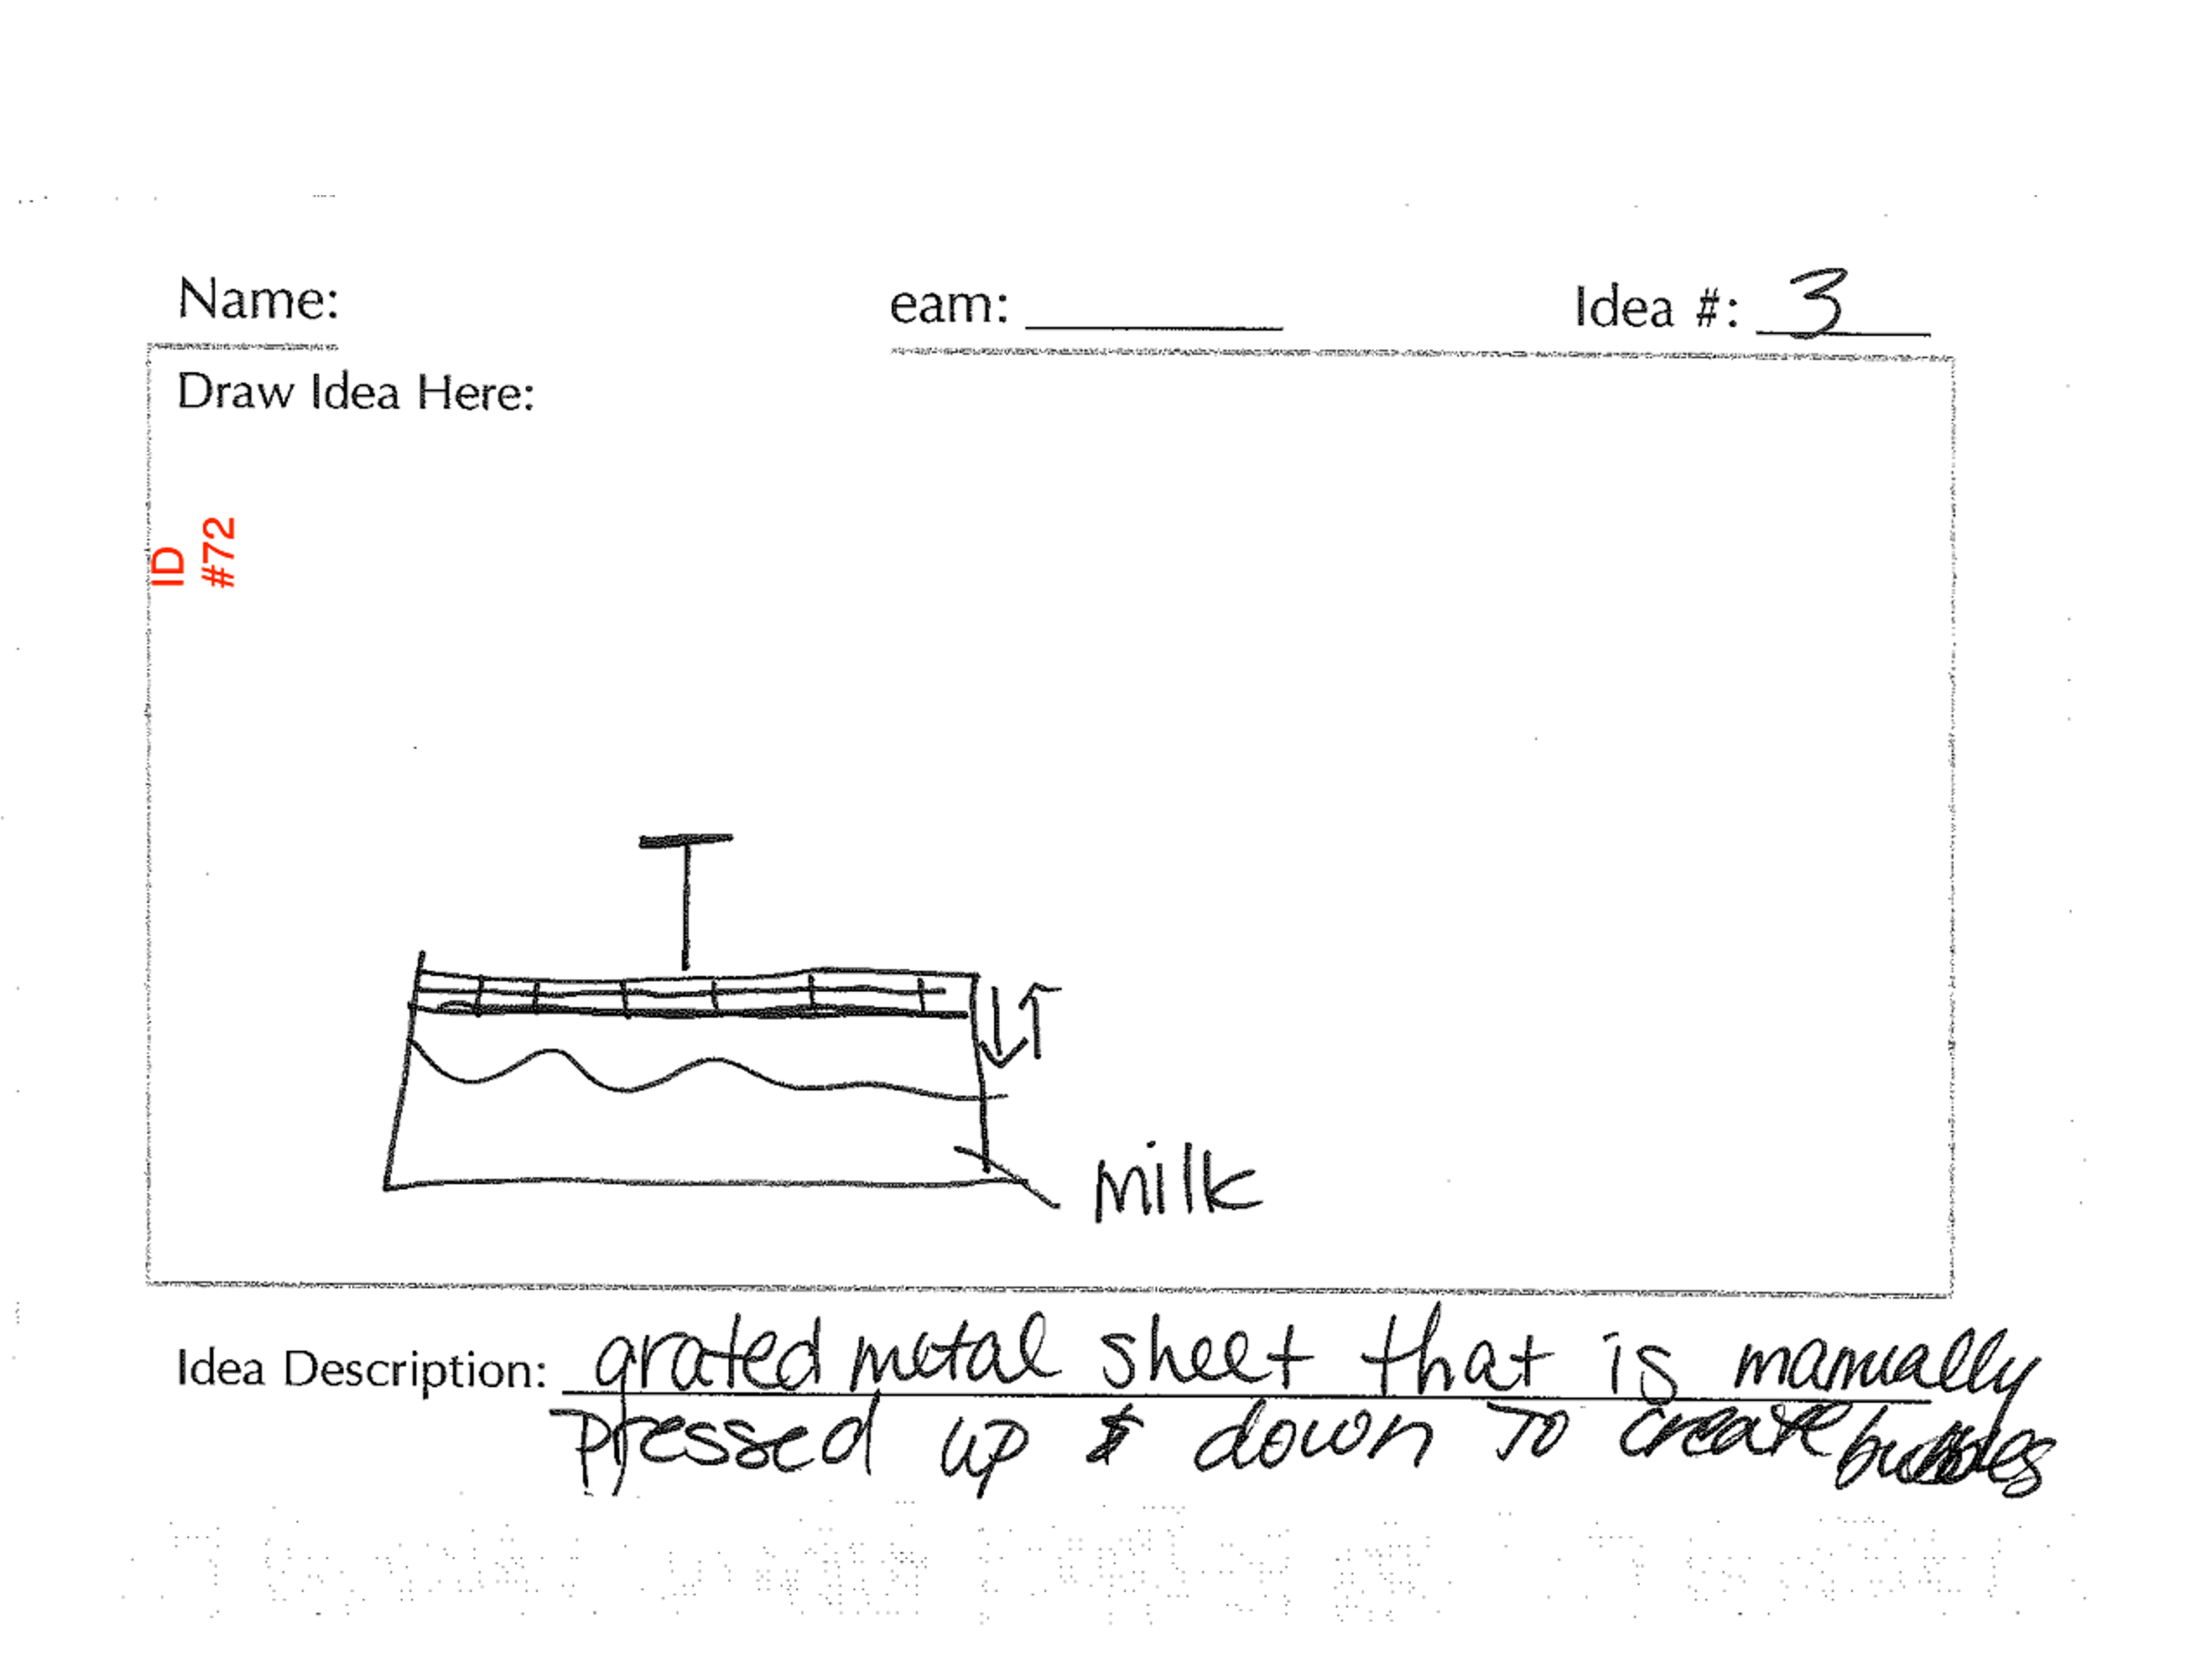 Name:
eam:
Idea #: 3
Draw Idea Here:
ID
#72
milk
Idea Description: grated metal sheet that is manually
pressed up & down to create bubbles